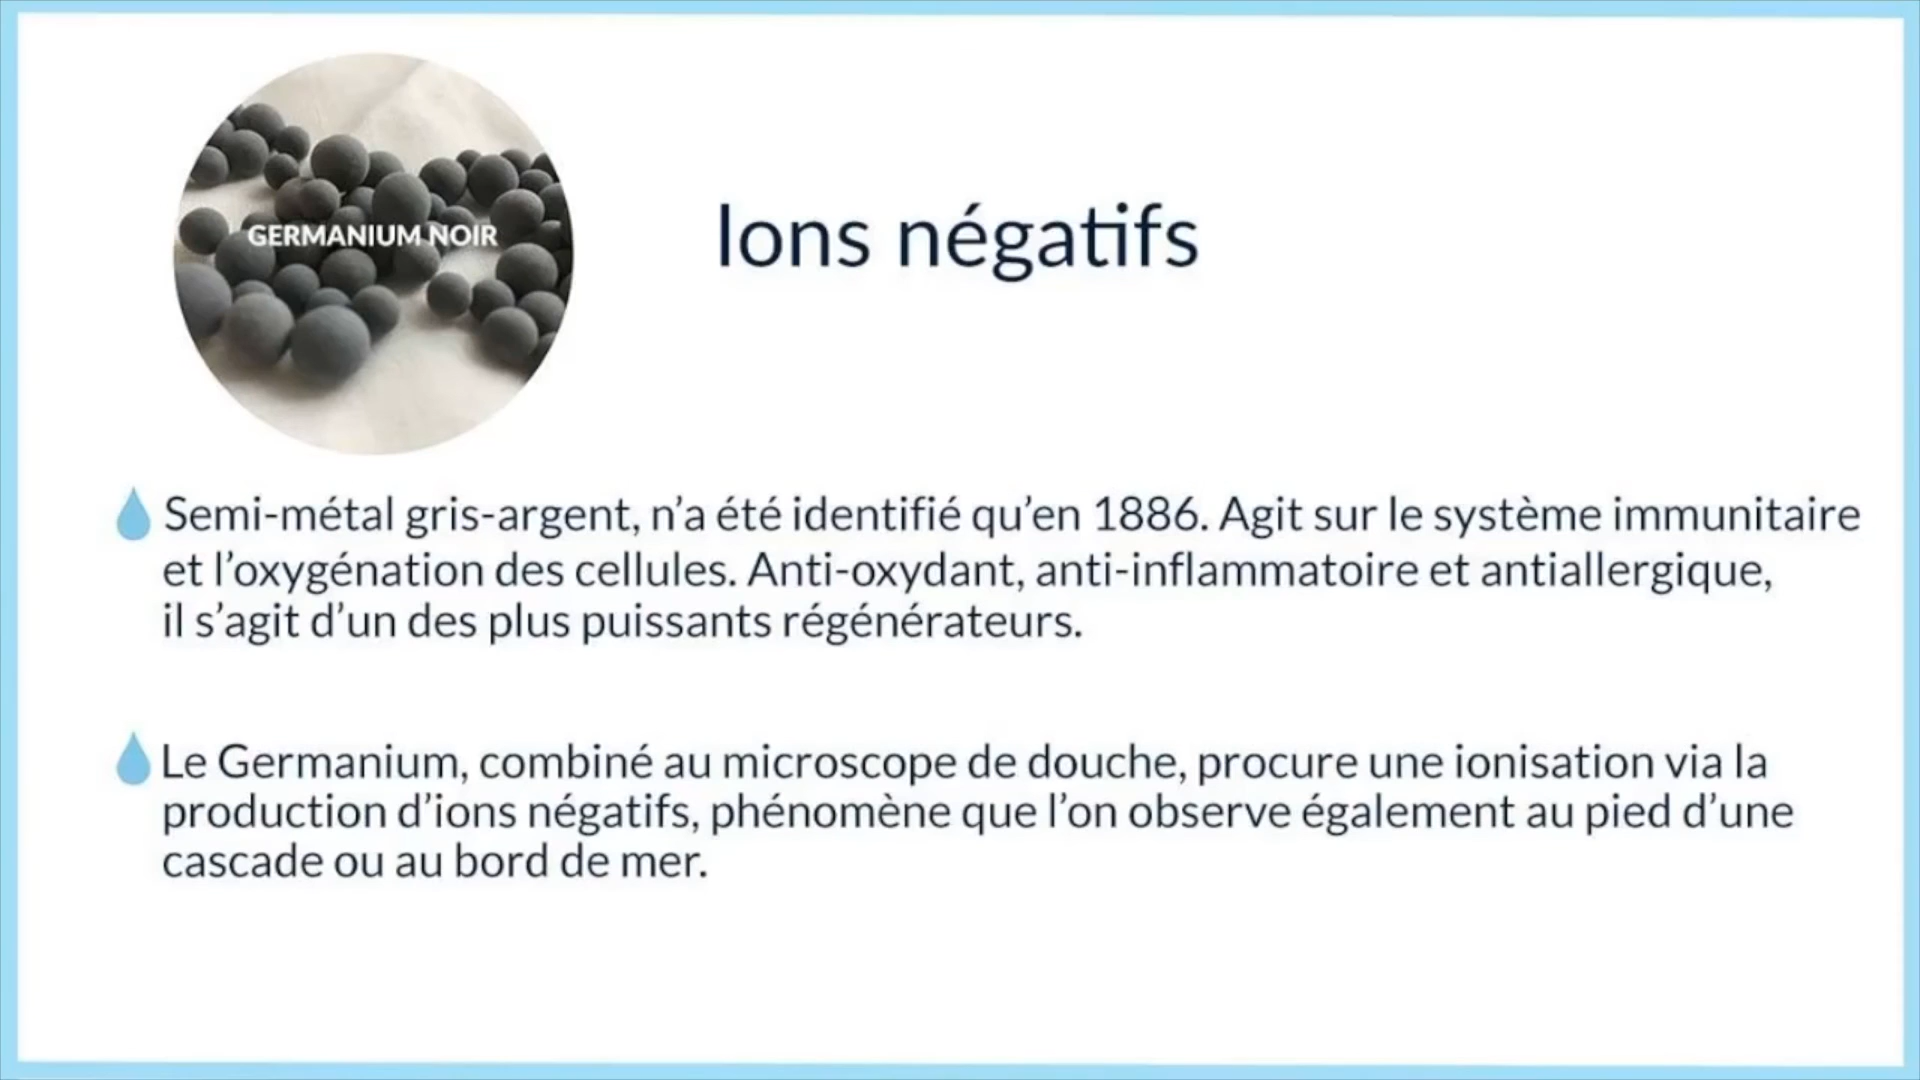 GERMANIUM NOIR
Ions négatifs
Semi-métal gris-argent, n’a été identifié qu’en 1886. Agit sur le système immunitaire
et l’oxygénation des cellules. Anti-oxydant, anti-inflammatoire et antiallergique,
il s’agit d’un des plus puissants régénérateurs.
Le Germanium, combiné au microscope de douche, procure une ionisation via la
production d’ions négatifs, phénomène que l’on observe également au pied d’une
cascade ou au bord de mer.